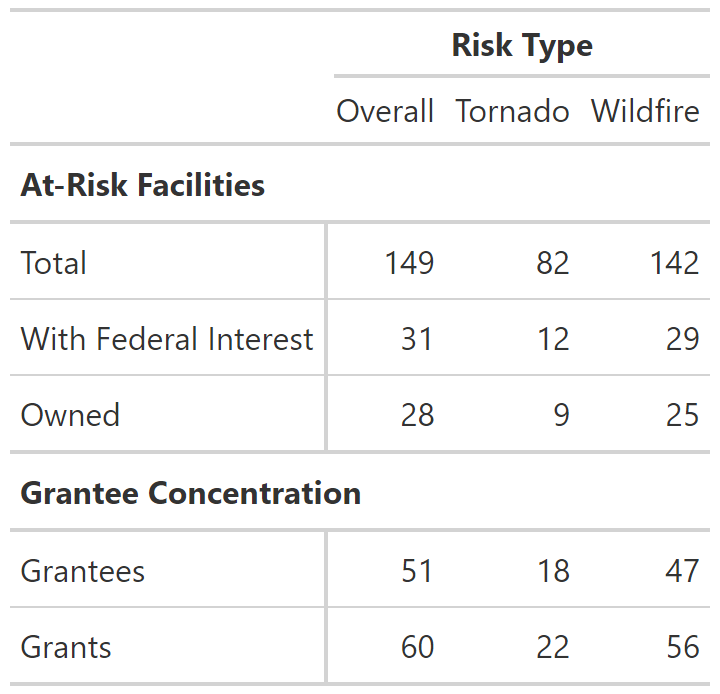 Risk Type
Overall Tornado Wildfire
At-Risk Facilities
Total 149 82 142
With Federal Interest 31 12 29
Owned 28 9 25
Grantee Concentration
Grantees 51 18 47
Grants 60 22 56